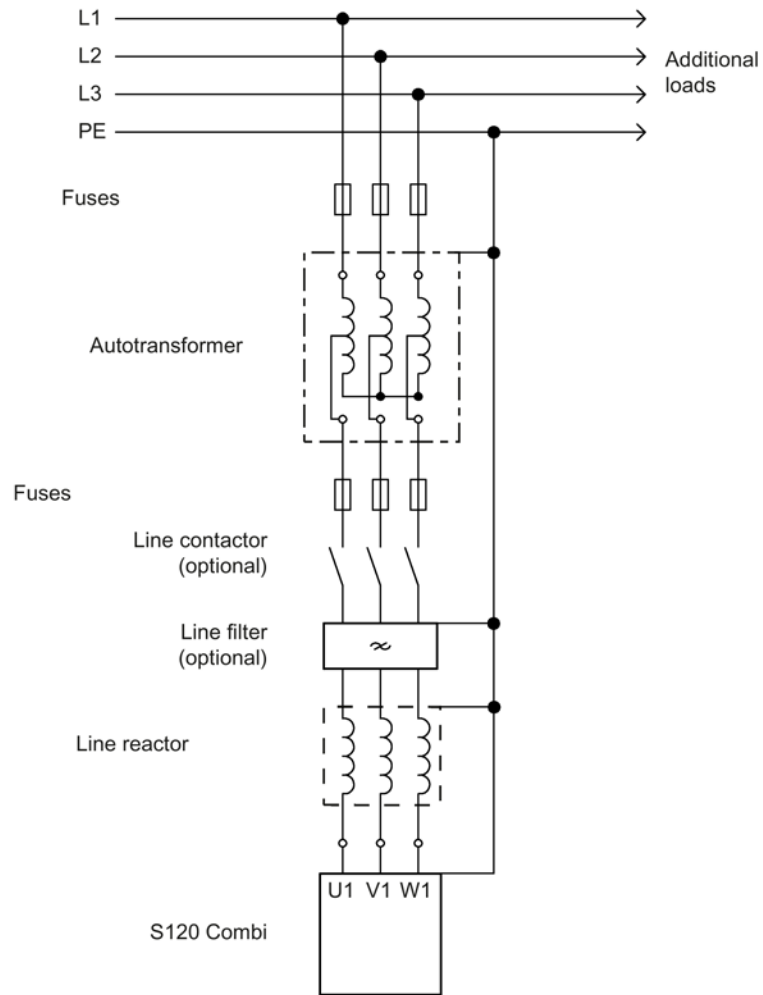 L1
L2
L3
PE
Additional
loads
Fuses
Autotransformer
Fuses
Line contactor
(optional)
Line filter
(optional)
Line reactor
U1 V1 W1
S120 Combi